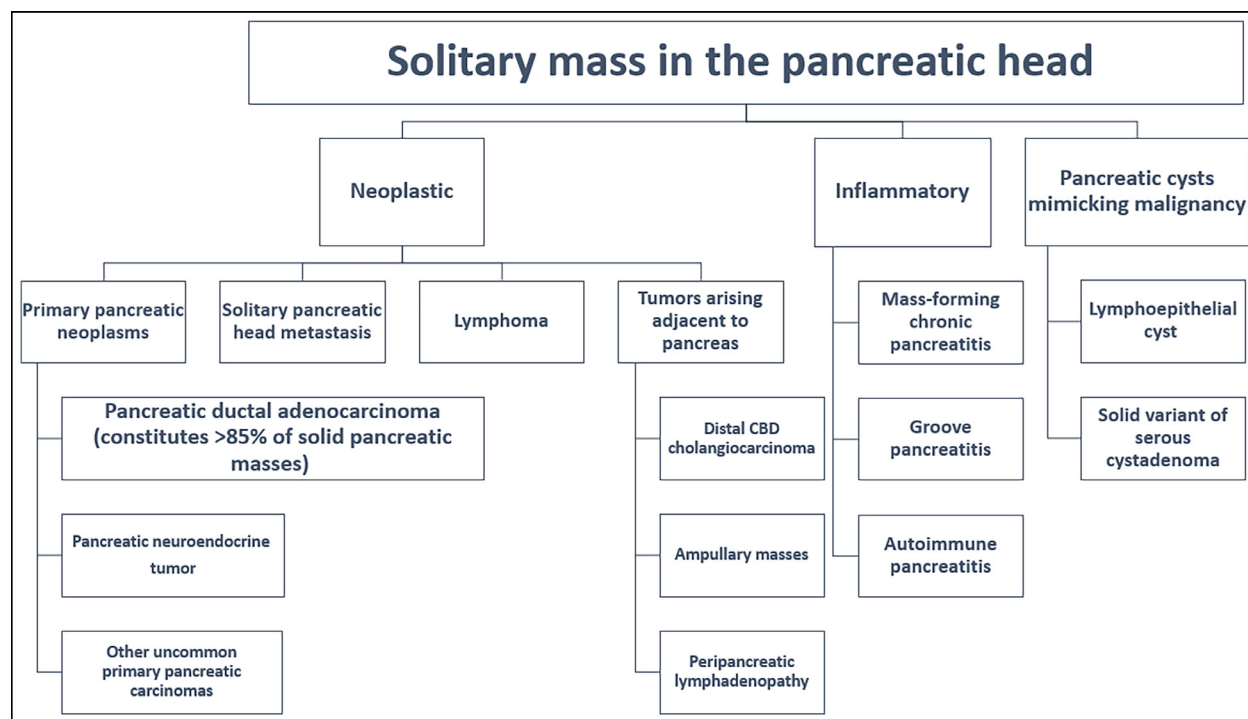 Solitary mass in the pancreatic head
Neoplastic
Inflammatory
Pancreatic cysts
mimicking malignancy
Primary pancreatic
neoplasms
Solitary pancreatic
head metastasis
Lymphoma
Tumors arising
adjacent to
pancreas
Mass-forming
chronic
pancreatitis
Lymphoepithelial
cyst
Pancreatic ductal adenocarcinoma
(constitutes >85% of solid pancreatic
masses)
Distal CBD
cholangiocarcinoma
Groove
pancreatitis
Solid variant of
serous
cystadenoma
Pancreatic neuroendocrine
tumor
Ampullary masses
Autoimmune
pancreatitis
Other uncommon
primary pancreatic
carcinomas
Peripancreatic
lymphadenopathy